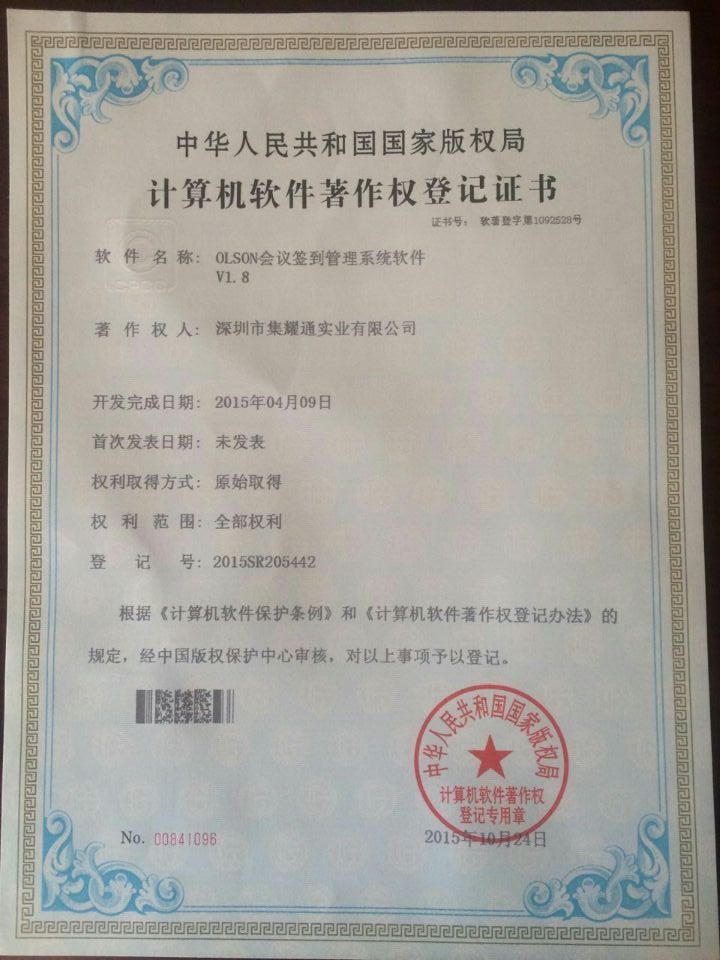 中华人民共和国国家版权局
计算机软件著作权登记证书
证书号： 软著登字第1092528号
软件名称： OLSON会议签到管理系统软件
V1.8
著作权人： 深圳市集耀通实业有限公司
开发完成日期： 2015年04月09日
首次发表日期： 未发表
权利取得方式： 原始取得
权利范围： 全部权利
登记号： 2015SR205442
根据《计算机软件保护条例》和《计算机软件著作权登记办法》的
规定，经中国版权保护中心审核，对以上事项予以登记。
中华人民共和国国家版权局
计算机软件著作权
登记专用章
No. 00841096
2015年10月24日
CPCC